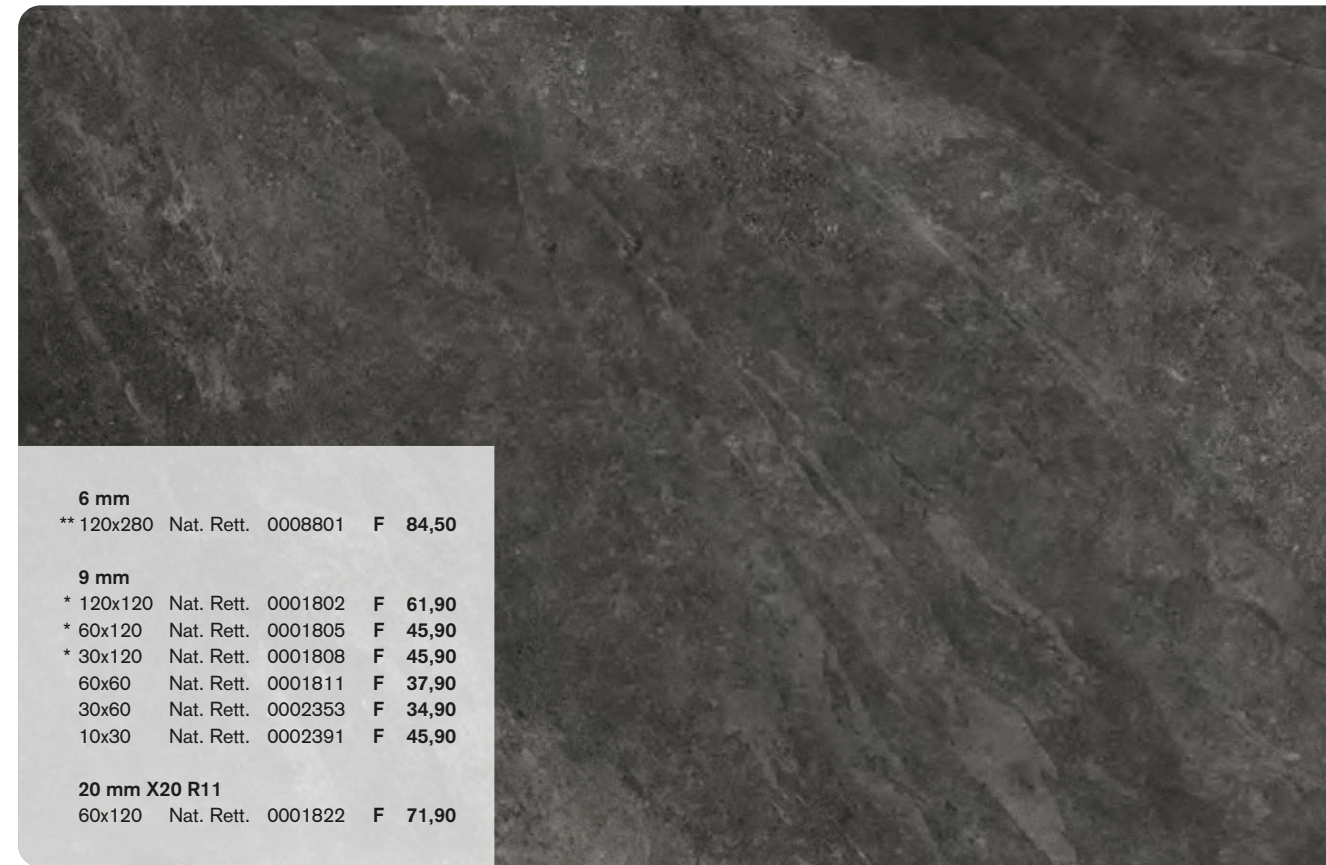 6 mm
** 120x280 Nat. Rett. 0008801 F 84,50
9 mm
* 120x120 Nat. Rett. 0001802 F 61,90
* 60x120 Nat. Rett. 0001805 F 45,90
* 30x120 Nat. Rett. 0001808 F 45,90
60x60 Nat. Rett. 0001811 F 37,90
30x60 Nat. Rett. 0002353 F 34,90
10x30 Nat. Rett. 0002391 F 45,90
20 mm X20 R11
60x120 Nat. Rett. 0001822 F 71,90